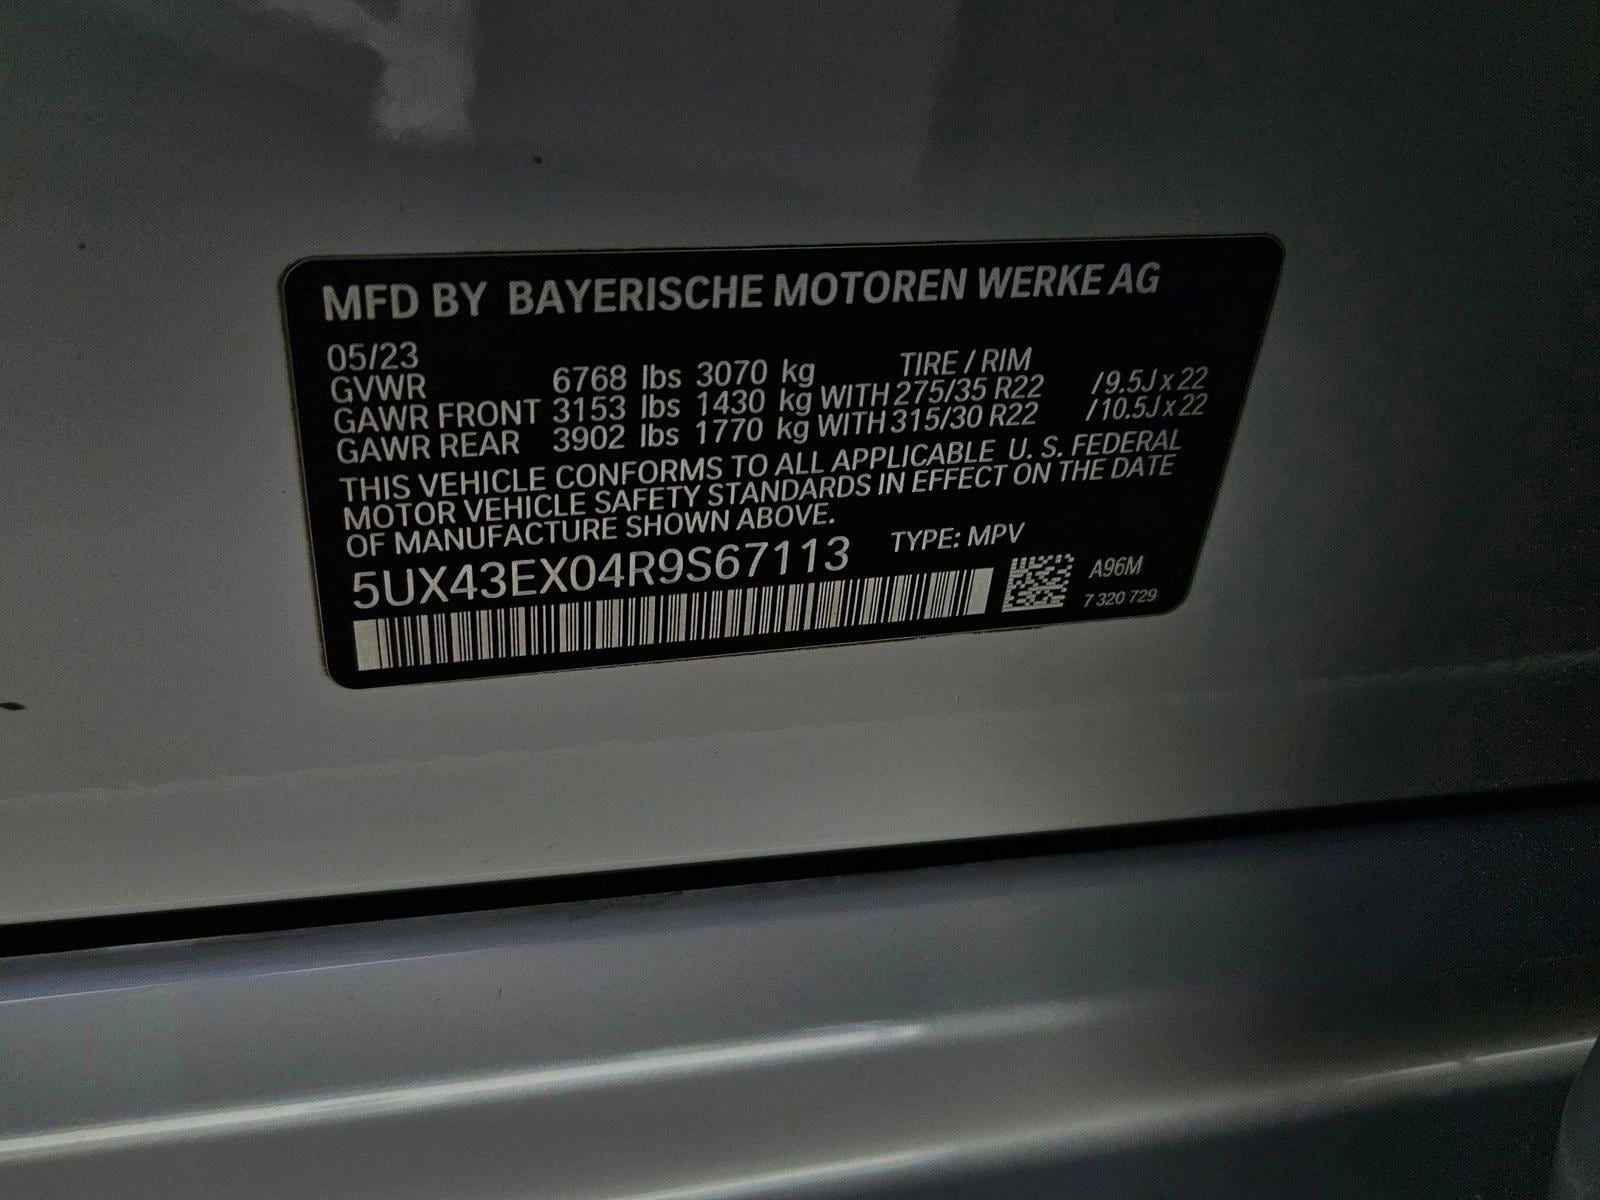 MFD BY BAYERISCHE MOTOREN WERKE AG
05/23 TIRE / RIM
GVWR 6768 lbs 3070 kg
GAWR FRONT 3153 lbs 1430 kg WITH 275/35 R22 /9.5J x 22
GAWR REAR 3902 lbs 1770 kg WITH 315/30 R22 /10.5J x 22
THIS VEHICLE CONFORMS TO ALL APPLICABLE U. S. FEDERAL
MOTOR VEHICLE SAFETY STANDARDS IN EFFECT ON THE DATE
OF MANUFACTURE SHOWN ABOVE.
5UX43EX04R9S67113 TYPE: MPV
A96M
7 320 729